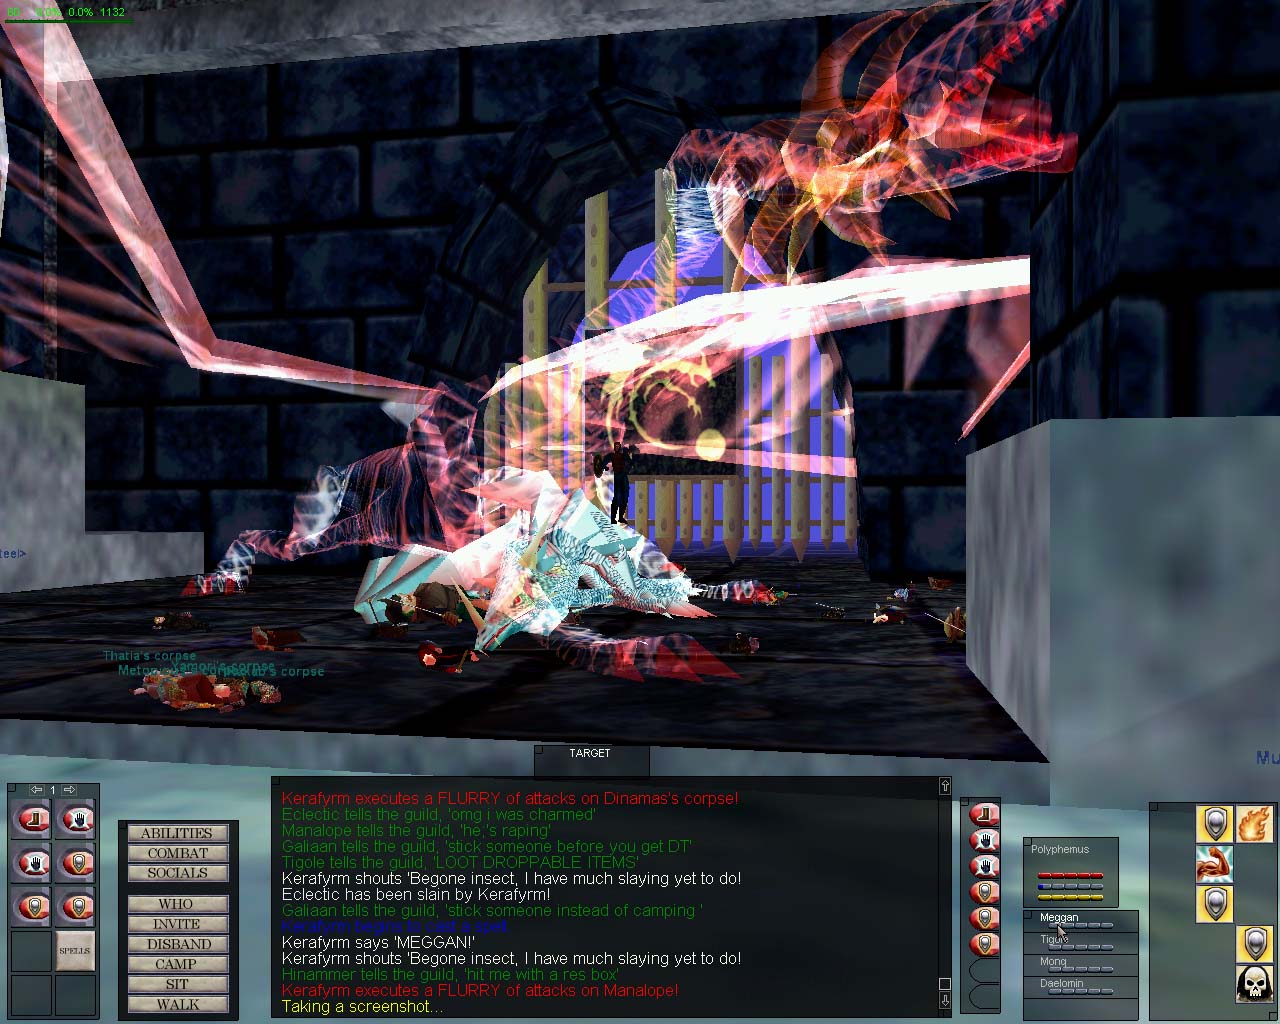 0.0% 1132
Thatia's corpse
TARGET
1
ABILITIES
COMBAT
SOCIALS
WHO
INVITE
DISBAND
CAMP
SIT
WALK
SPELLS
Kerafyrm executes a FLURRY of attacks on Dinamas's corpse!
Eclectic tells the guild, 'omg i was charmed'
Manalope tells the guild, 'he;'s raping'
Galiaan tells the guild, 'stick someone before you get DT'
Tigole tells the guild, 'LOOT DROPPABLE ITEMS'
Kerafyrm shouts 'Begone insect, I have much slaying yet to do!
Eclectic has been slain by Kerafyrm!
Galiaan tells the guild, 'stick someone instead of camping '
Kerafyrm begins to cast a spell.
Kerafyrm says 'MEGGAN!'
Kerafyrm shouts 'Begone insect, I have much slaying yet to do!
Hinammer tells the guild, 'hit me with a res box'
Kerafyrm executes a FLURRY of attacks on Manalope!
Taking a screenshot...
Polyphemus
Meggan
Tigole
Mong
Daelomin